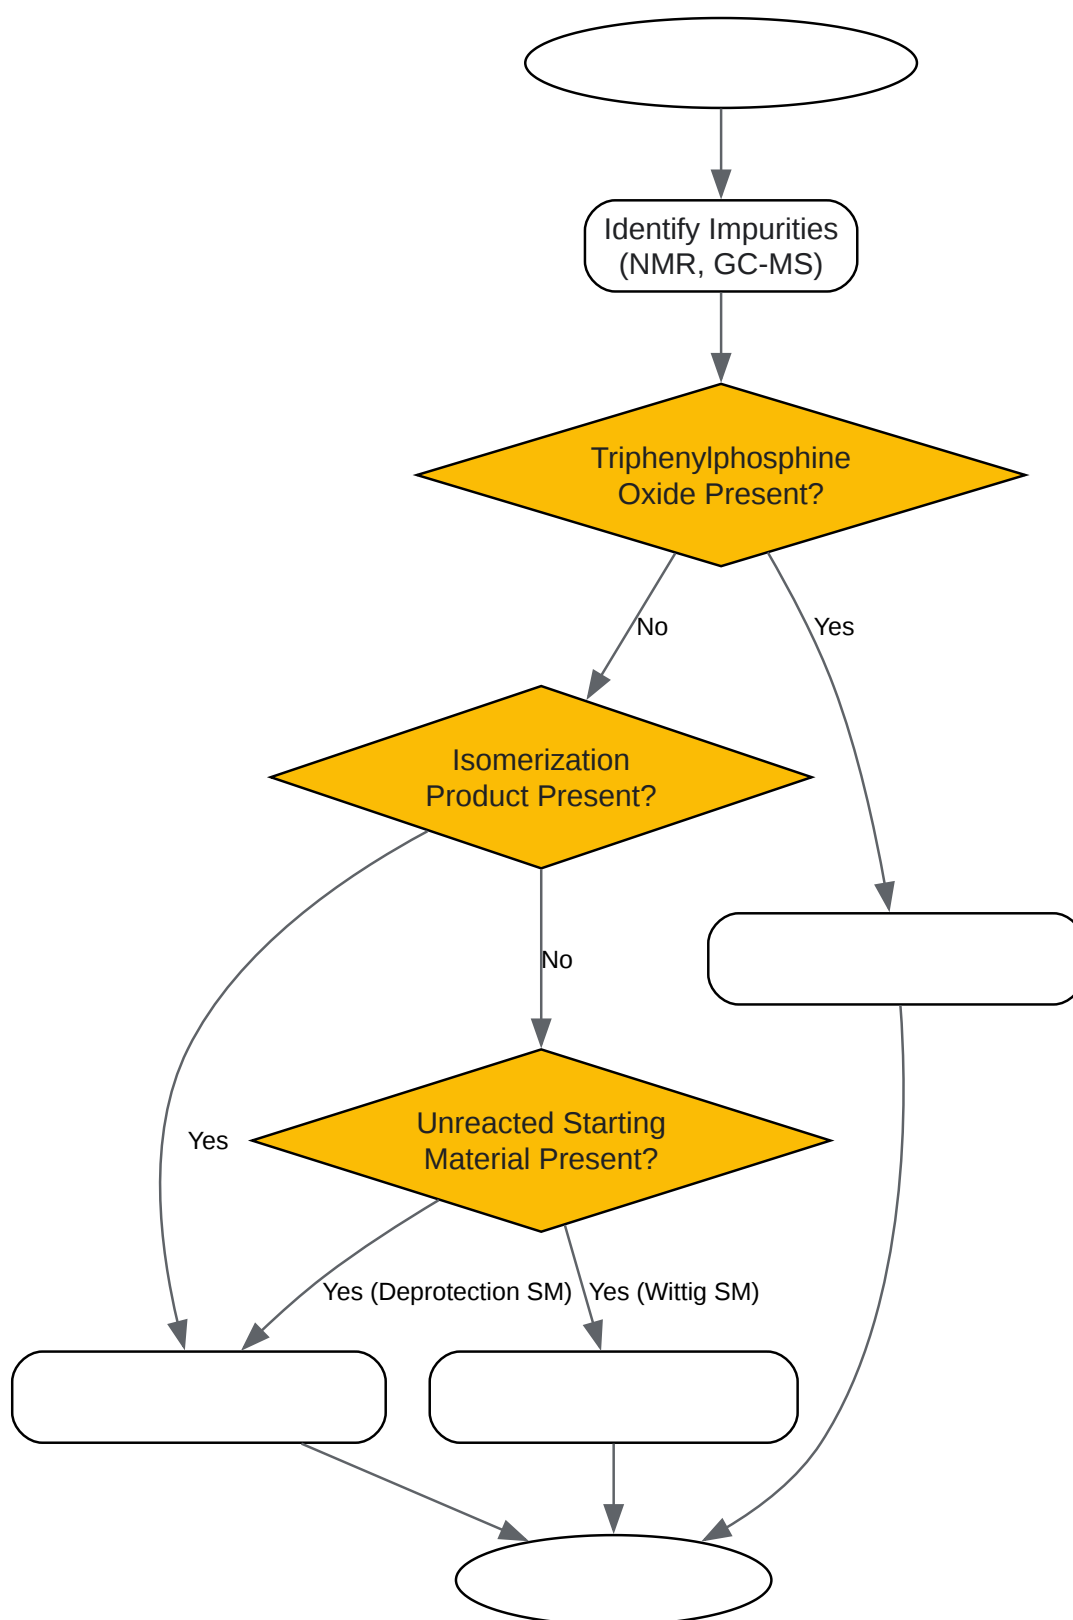 Identify Impurities
(NMR, GC-MS)
Triphenylphosphine
Oxide Present?
No
Yes
Isomerization
Product Present?
No
Yes
Unreacted Starting
Material Present?
Yes (Deprotection SM)
Yes (Wittig SM)